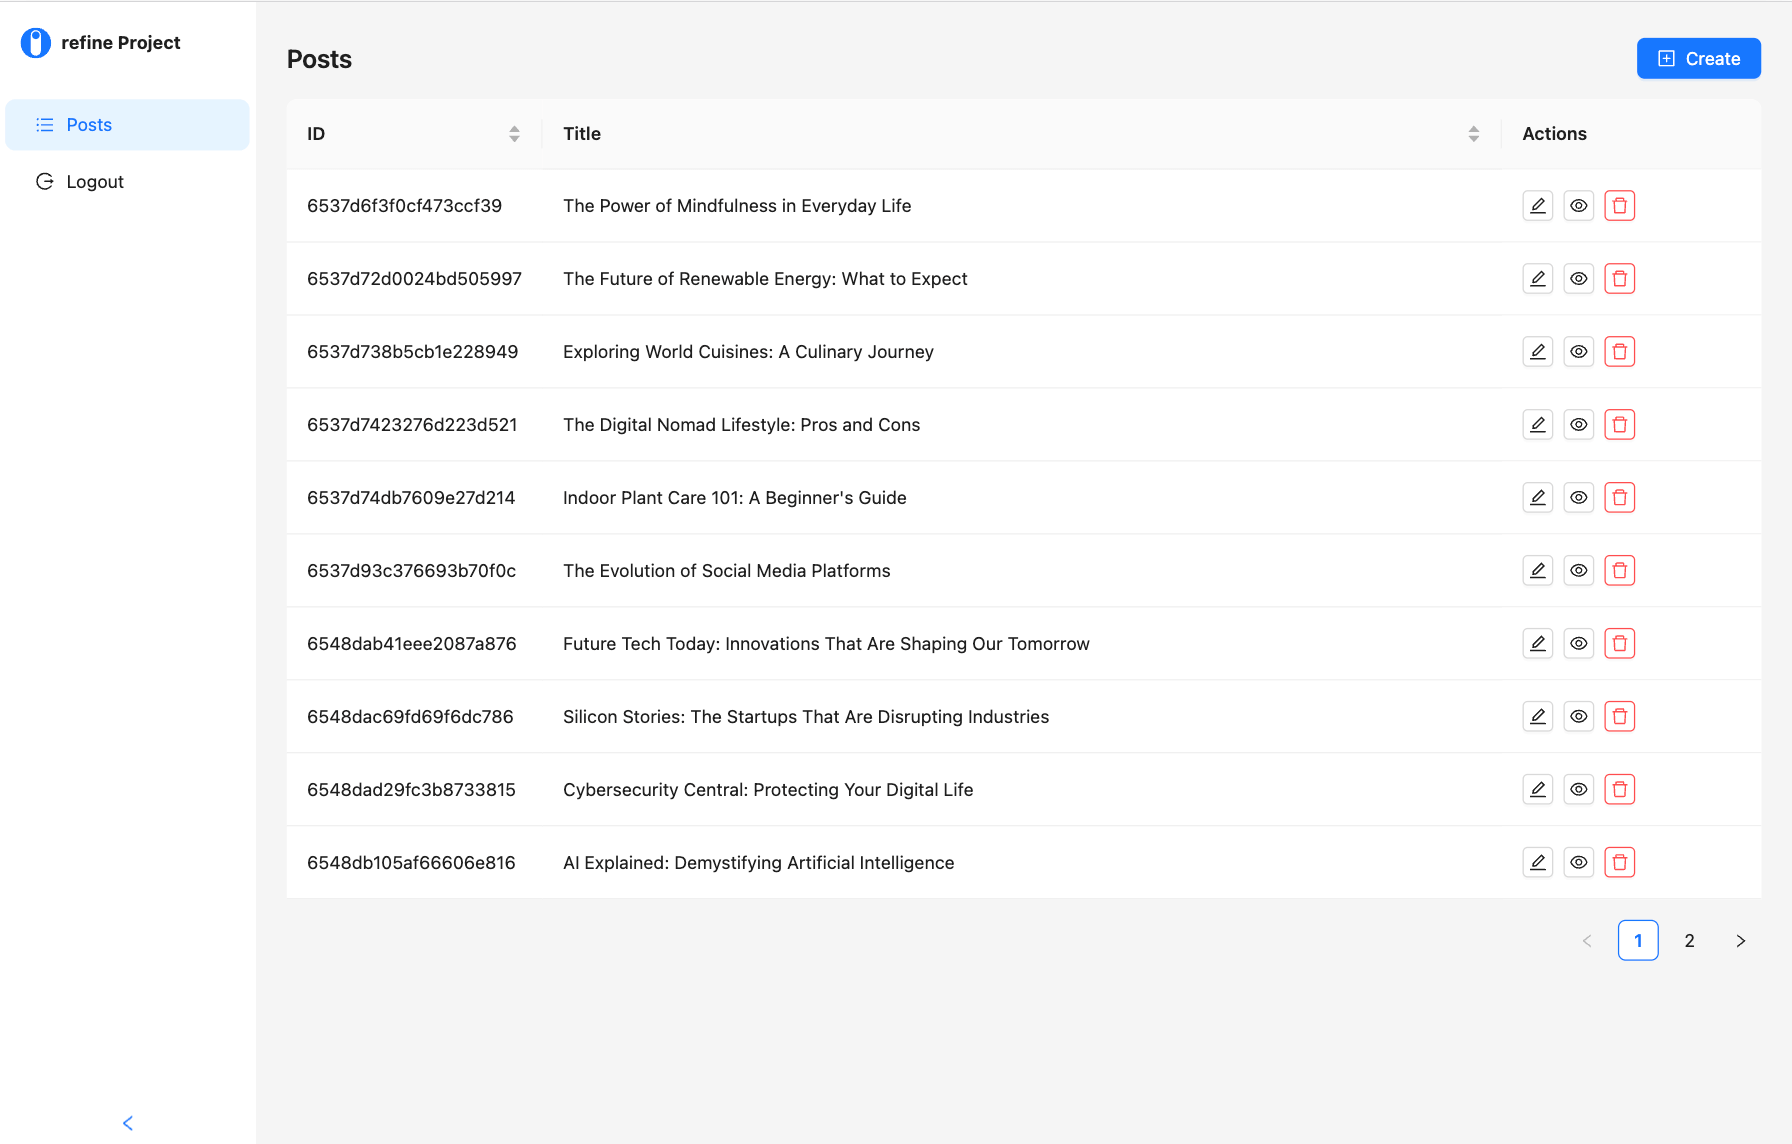 refine Project
Posts
Logout
Posts
Create
ID Title Actions
6537d6f3f0cf473ccf39 The Power of Mindfulness in Everyday Life
6537d72d0024bd505997 The Future of Renewable Energy: What to Expect
6537d738b5cb1e228949 Exploring World Cuisines: A Culinary Journey
6537d7423276d223d521 The Digital Nomad Lifestyle: Pros and Cons
6537d74db7609e27d214 Indoor Plant Care 101: A Beginner's Guide
6537d93c376693b70f0c The Evolution of Social Media Platforms
6548dab41eee2087a876 Future Tech Today: Innovations That Are Shaping Our Tomorrow
6548dac69fd69f6dc786 Silicon Stories: The Startups That Are Disrupting Industries
6548dad29fc3b8733815 Cybersecurity Central: Protecting Your Digital Life
6548db105af66606e816 AI Explained: Demystifying Artificial Intelligence
1 2